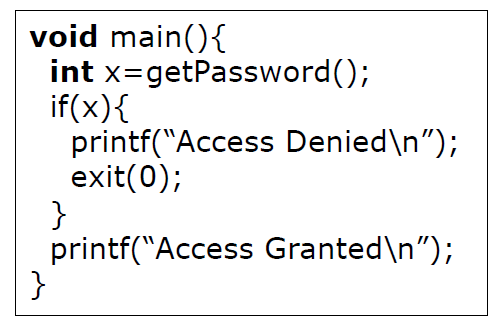 void main(){
int x=getPassword();
if(x){
printf(“Access Denied\n”);
exit(0);
}
printf(“Access Granted\n”);
}